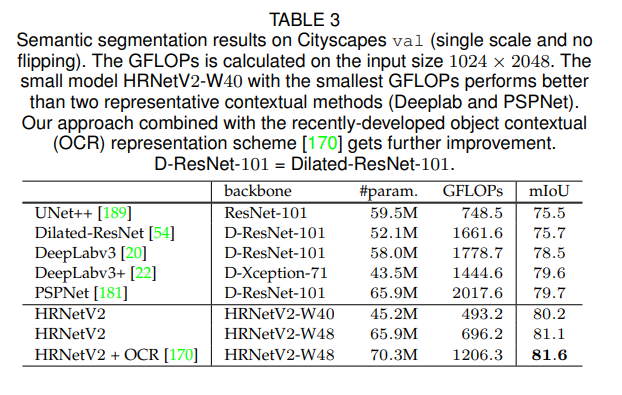 TABLE 3
Semantic segmentation results on Cityscapes val (single scale and no
flipping). The GFLOPs is calculated on the input size 1024 × 2048. The
small model HRNetV2-W40 with the smallest GFLOPs performs better
than two representative contextual methods (Deeplab and PSPNet).
Our approach combined with the recently-developed object contextual
(OCR) representation scheme [170] gets further improvement.
D-ResNet-101 = Dilated-ResNet-101.
backbone #param. GFLOPs mIoU
UNet++ [189] ResNet-101 59.5M 748.5 75.5
Dilated-ResNet [54] D-ResNet-101 52.1M 1661.6 75.7
DeepLabv3 [20] D-ResNet-101 58.0M 1778.7 78.5
DeepLabv3+ [22] D-Xception-71 43.5M 1444.6 79.6
PSPNet [181] D-ResNet-101 65.9M 2017.6 79.7
HRNetV2 HRNetV2-W40 45.2M 493.2 80.2
HRNetV2 HRNetV2-W48 65.9M 696.2 81.1
HRNetV2 + OCR [170] HRNetV2-W48 70.3M 1206.3 81.6